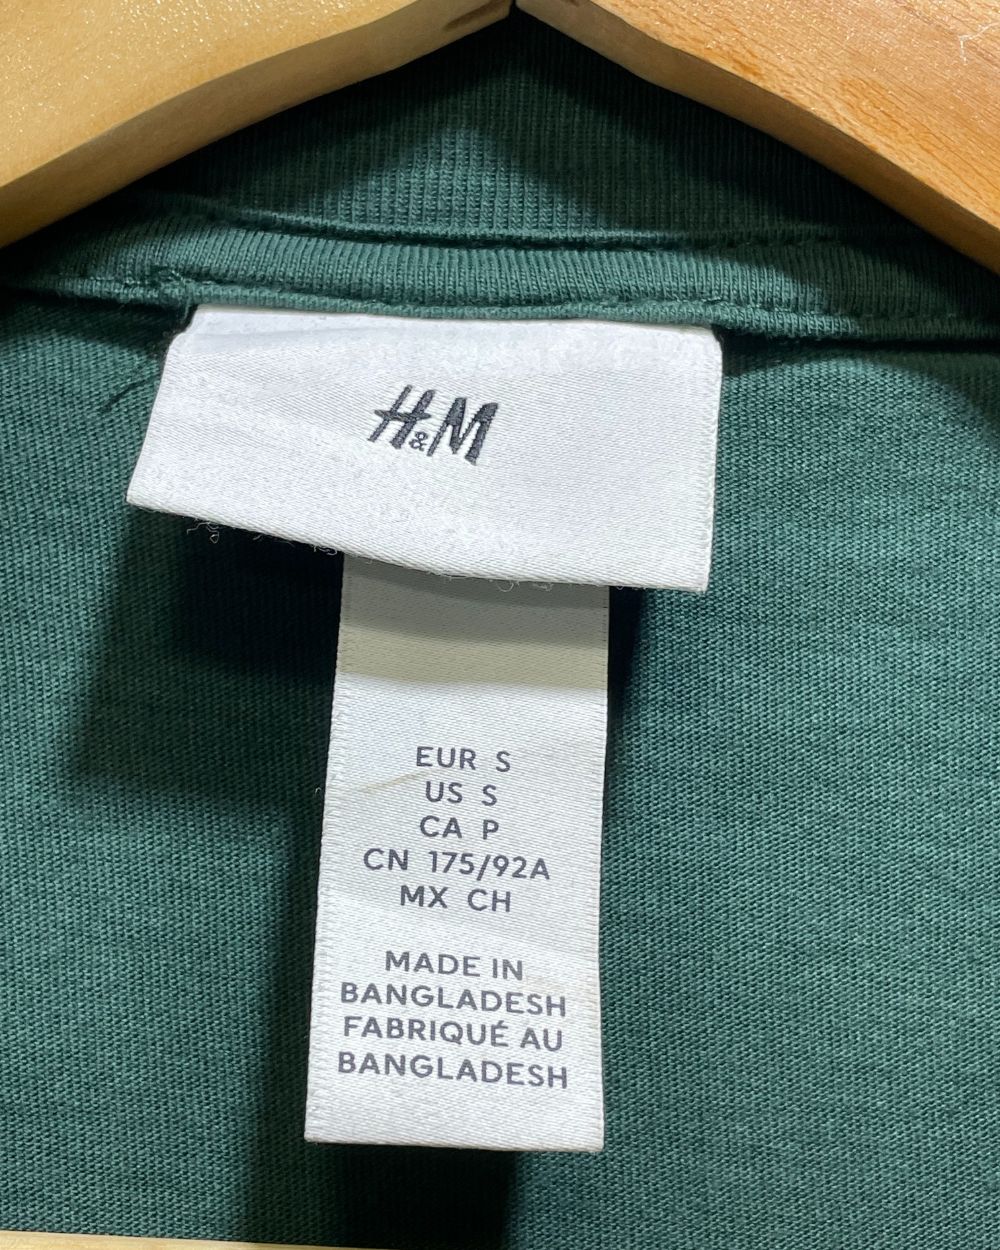 H&M
EUR S
US S
CA P
CN 175/92A
MX CH
MADE IN
BANGLADESH
FABRIQUÉ AU
BANGLADESH